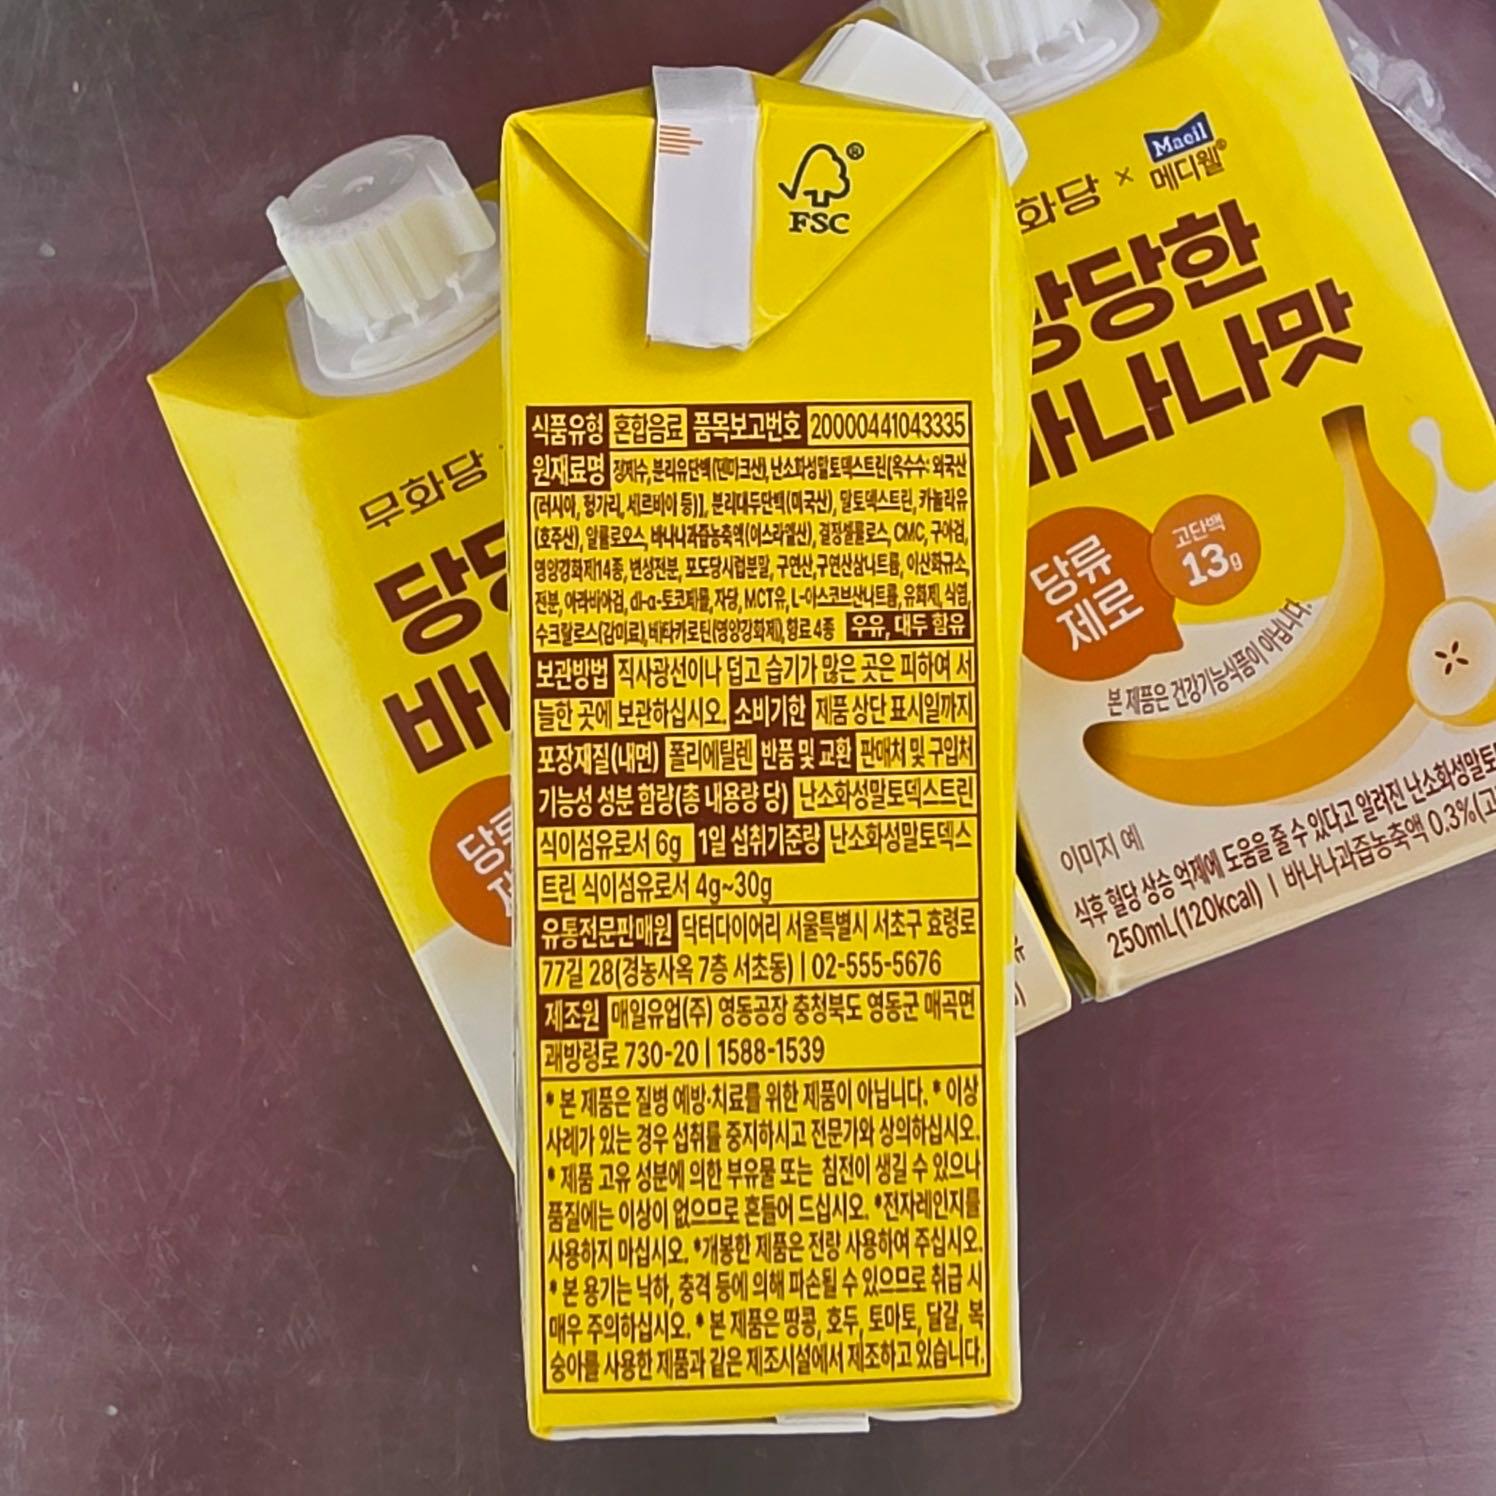 FSC
식품유형 혼합음료 품목보고번호 20000441043335
원재료명 정제수, 분리유단백(덴마크산), 난소화성말토덱스트린[옥수수: 외국산
(러시아, 헝가리, 세르비아 등)], 분리대두단백(미국산), 말토덱스트린, 카놀라유
(호주산), 알룰로오스, 바나나과즙농축액(이스라엘산), 결정셀룰로스, CMC, 구아검,
영양강화제14종, 변성전분, 포도당시럽분말, 구연산, 구연산삼나트륨, 이산화규소,
전분, 아라비아검, dl-α-토코페롤, 자당, MCT유, L-아스코브산나트륨, 유화제, 식염,
수크랄로스(감미료), 베타카로틴(영양강화제), 향료 4종 우유, 대두 함유
보관방법 직사광선이나 덥고 습기가 많은 곳은 피하여 서
늘한 곳에 보관하십시오. 소비기한 제품 상단 표시일까지
포장재질(내면) 폴리에틸렌 반품 및 교환 판매처 및 구입처
기능성 성분 함량(총 내용량 당) 난소화성말토덱스트린
식이섬유로서 6g 1일 섭취기준량 난소화성말토덱스
트린 식이섬유로서 4g~30g
유통전문판매원 닥터다이어리 서울특별시 서초구 효령로
77길 28(경농사옥 7층 서초동) | 02-555-5676
제조원 매일유업(주) 영동공장 충청북도 영동군 매곡면
괘방령로 730-20 | 1588-1539
* 본 제품은 질병 예방·치료를 위한 제품이 아닙니다. * 이상
사례가 있는 경우 섭취를 중지하시고 전문가와 상의하십시오.
* 제품 고유 성분에 의한 부유물 또는 침전이 생길 수 있으나
품질에는 이상이 없으므로 흔들어 드십시오. *전자레인지를
사용하지 마십시오. *개봉한 제품은 전량 사용하여 주십시오.
* 본 용기는 낙하, 충격 등에 의해 파손될 수 있으므로 취급 시
매우 주의하십시오. * 본 제품은 땅콩, 호두, 토마토, 달걀, 복
숭아를 사용한 제품과 같은 제조시설에서 제조하고 있습니다.
무화당
화당 × Maeil 메디웰®
당당한
바나나맛
당류
제로
고단백
13g
본 제품은 건강기능식품이 아닙니다.
이미지 예
식후 혈당 상승 억제에 도움을 줄 수 있다고 알려진 난소화성말토
250mL(120kcal) | 바나나과즙농축액 0.3%